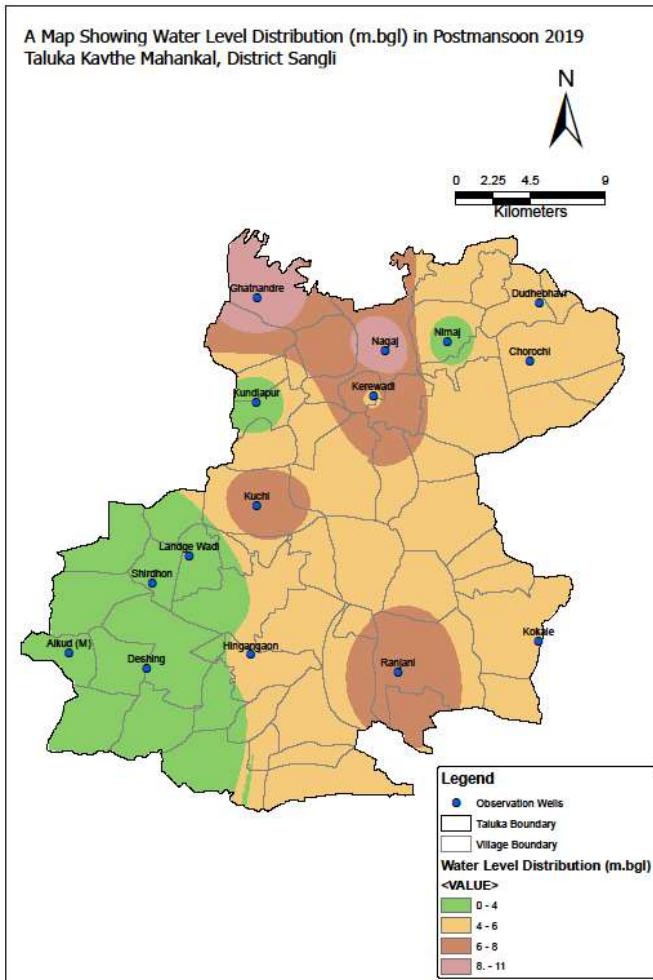 A Map Showing Water Level Distribution (m.bgl) in Postmansoon 2019
Taluka Kavthe Mahankal, District Sangli
N
0 2.25 4.5 9
Kilometers
Ghatnandre
Dudhebhavi
Nimaj
Nagaj
Chorochi
Kerewadi
Kundlapur
Kuchi
Landge Wadi
Shirdhon
Alkud (M)
Deshing
Hingangaon
Kokale
Ranjani
Legend
Observation Wells
Taluka Boundary
Village Boundary
Water Level Distribution (m.bgl)
<VALUE>
0 - 4
4 - 6
6 - 8
8. - 11